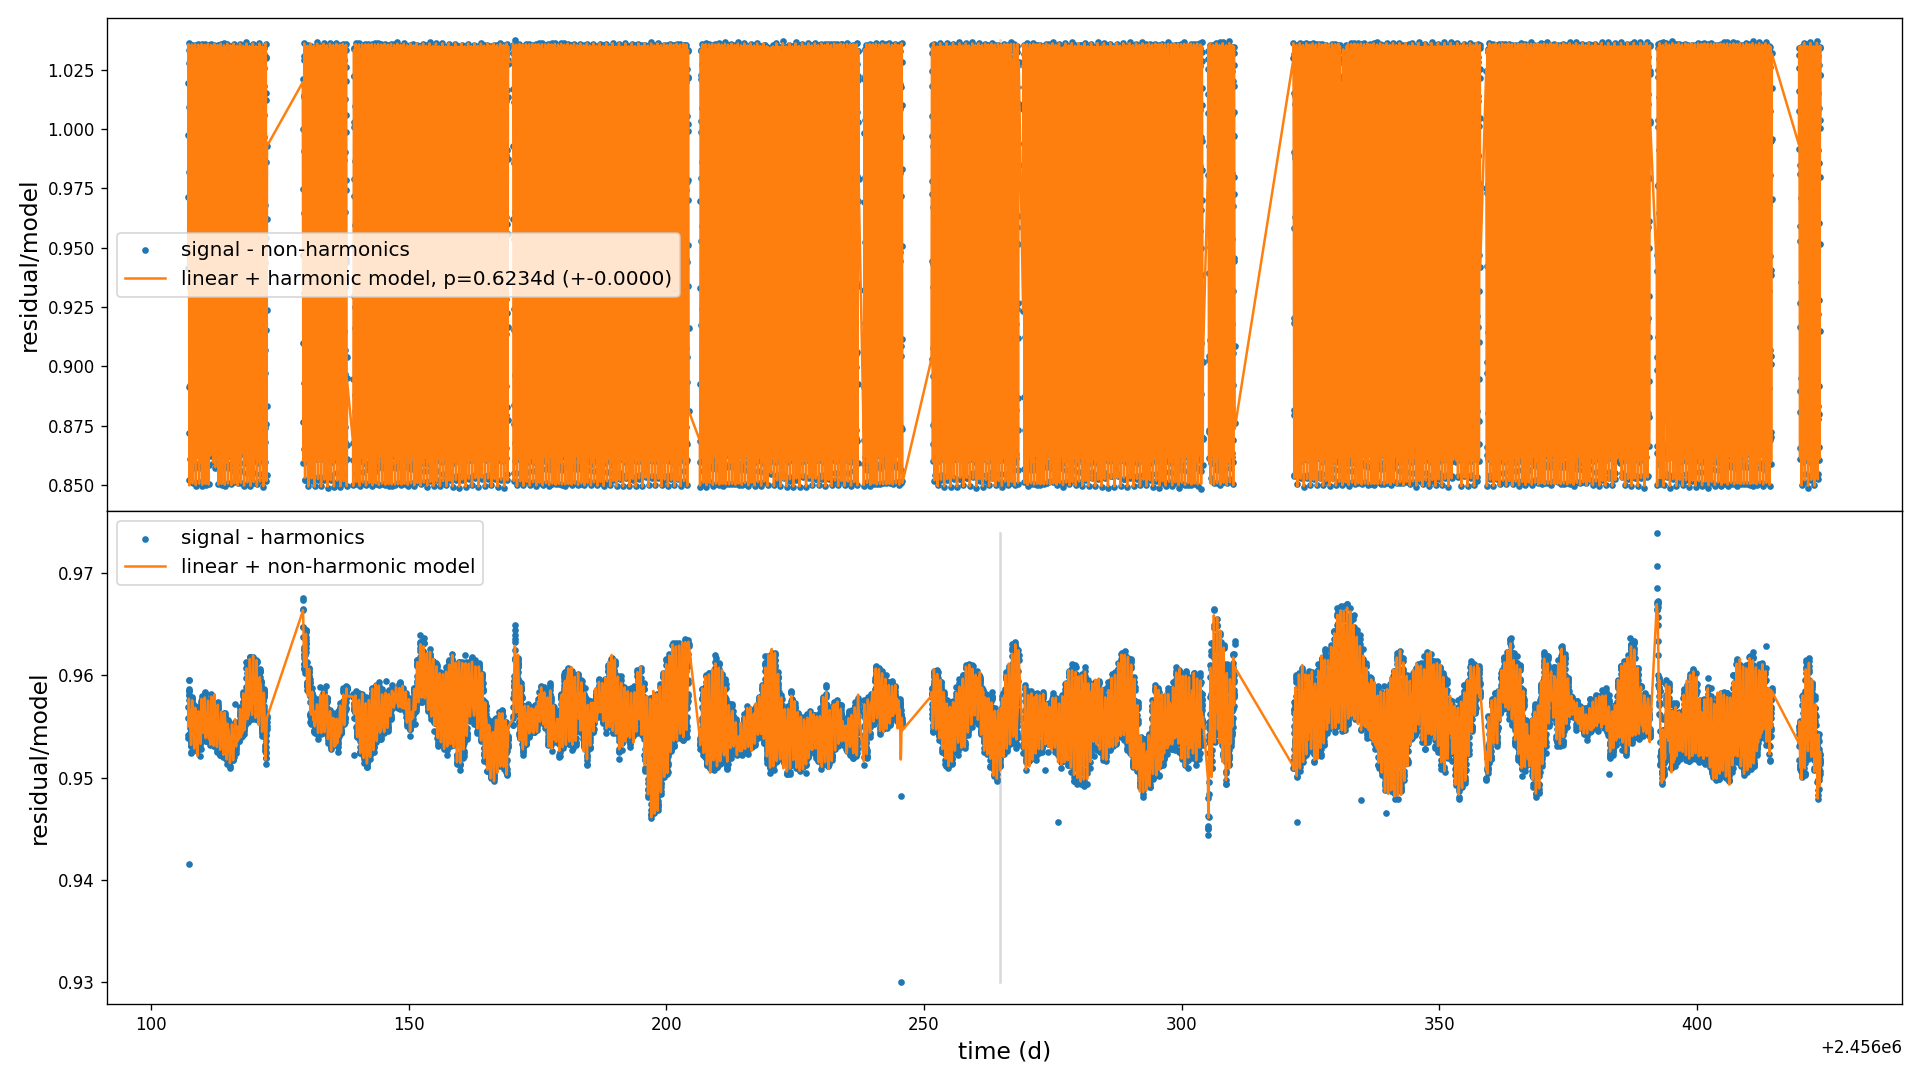 1.025
1.000
0.975
0.950
0.925
0.900
0.875
0.850
residual/model
signal - non-harmonics
linear + harmonic model, p=0.6234d (+-0.0000)
signal - harmonics
linear + non-harmonic model
0.97
0.96
0.95
0.94
0.93
residual/model
100 150 200 250 300 350 400
time (d)
+2.456e6